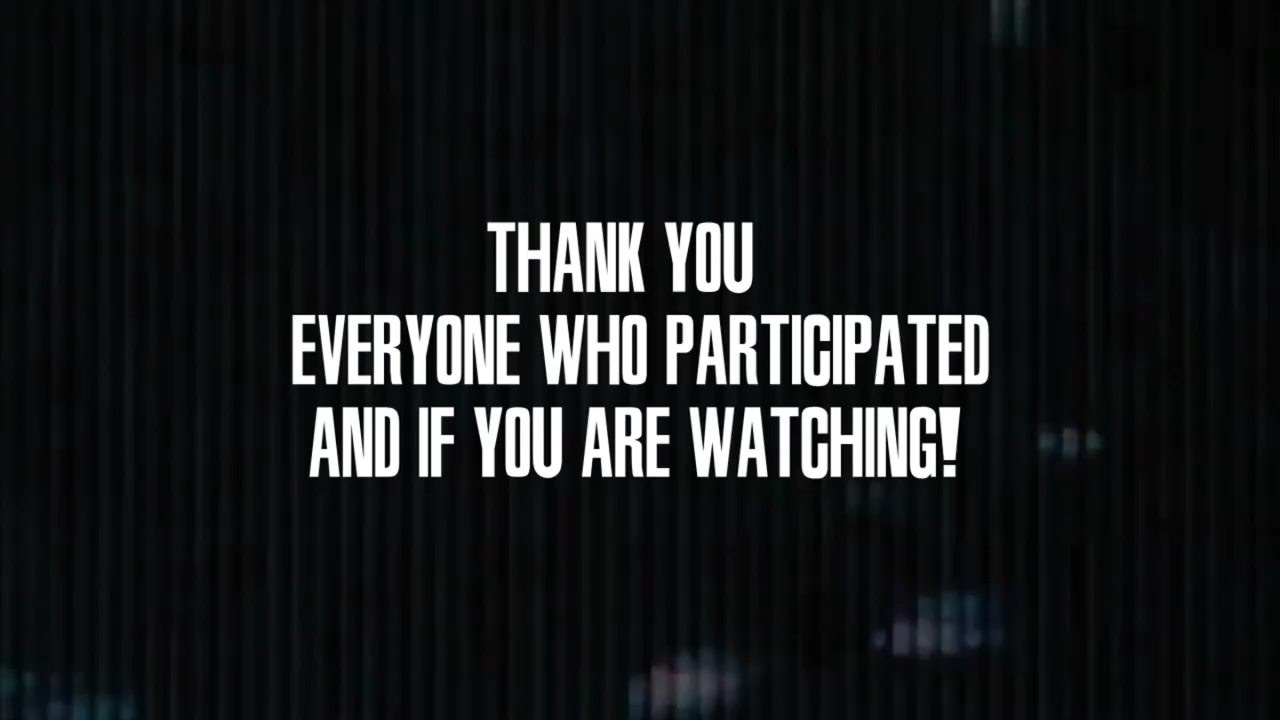 THANK YOU
EVERYONE WHO PARTICIPATED
AND IF YOU ARE WATCHING!